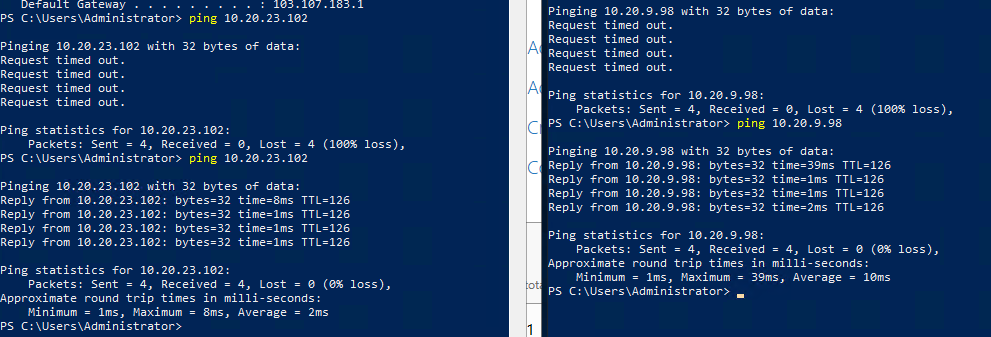 Default Gateway . . . . . . . . . : 103.107.183.1
PS C:\Users\Administrator> ping 10.20.23.102
Pinging 10.20.23.102 with 32 bytes of data:
Request timed out.
Request timed out.
Request timed out.
Request timed out.
Ping statistics for 10.20.23.102:
Packets: Sent = 4, Received = 0, Lost = 4 (100% loss),
PS C:\Users\Administrator> ping 10.20.23.102
Pinging 10.20.23.102 with 32 bytes of data:
Reply from 10.20.23.102: bytes=32 time=8ms TTL=126
Reply from 10.20.23.102: bytes=32 time=1ms TTL=126
Reply from 10.20.23.102: bytes=32 time=1ms TTL=126
Reply from 10.20.23.102: bytes=32 time=1ms TTL=126
Ping statistics for 10.20.23.102:
Packets: Sent = 4, Received = 4, Lost = 0 (0% loss),
Approximate round trip times in milli-seconds:
Minimum = 1ms, Maximum = 8ms, Average = 2ms
PS C:\Users\Administrator>
1
Pinging 10.20.9.98 with 32 bytes of data:
Request timed out.
Request timed out.
Request timed out.
Request timed out.
Ping statistics for 10.20.9.98:
Packets: Sent = 4, Received = 0, Lost = 4 (100% loss),
PS C:\Users\Administrator> ping 10.20.9.98
Pinging 10.20.9.98 with 32 bytes of data:
Reply from 10.20.9.98: bytes=32 time=39ms TTL=126
Reply from 10.20.9.98: bytes=32 time=1ms TTL=126
Reply from 10.20.9.98: bytes=32 time=1ms TTL=126
Reply from 10.20.9.98: bytes=32 time=2ms TTL=126
Ping statistics for 10.20.9.98:
Packets: Sent = 4, Received = 4, Lost = 0 (0% loss),
Approximate round trip times in milli-seconds:
Minimum = 1ms, Maximum = 39ms, Average = 10ms
PS C:\Users\Administrator>